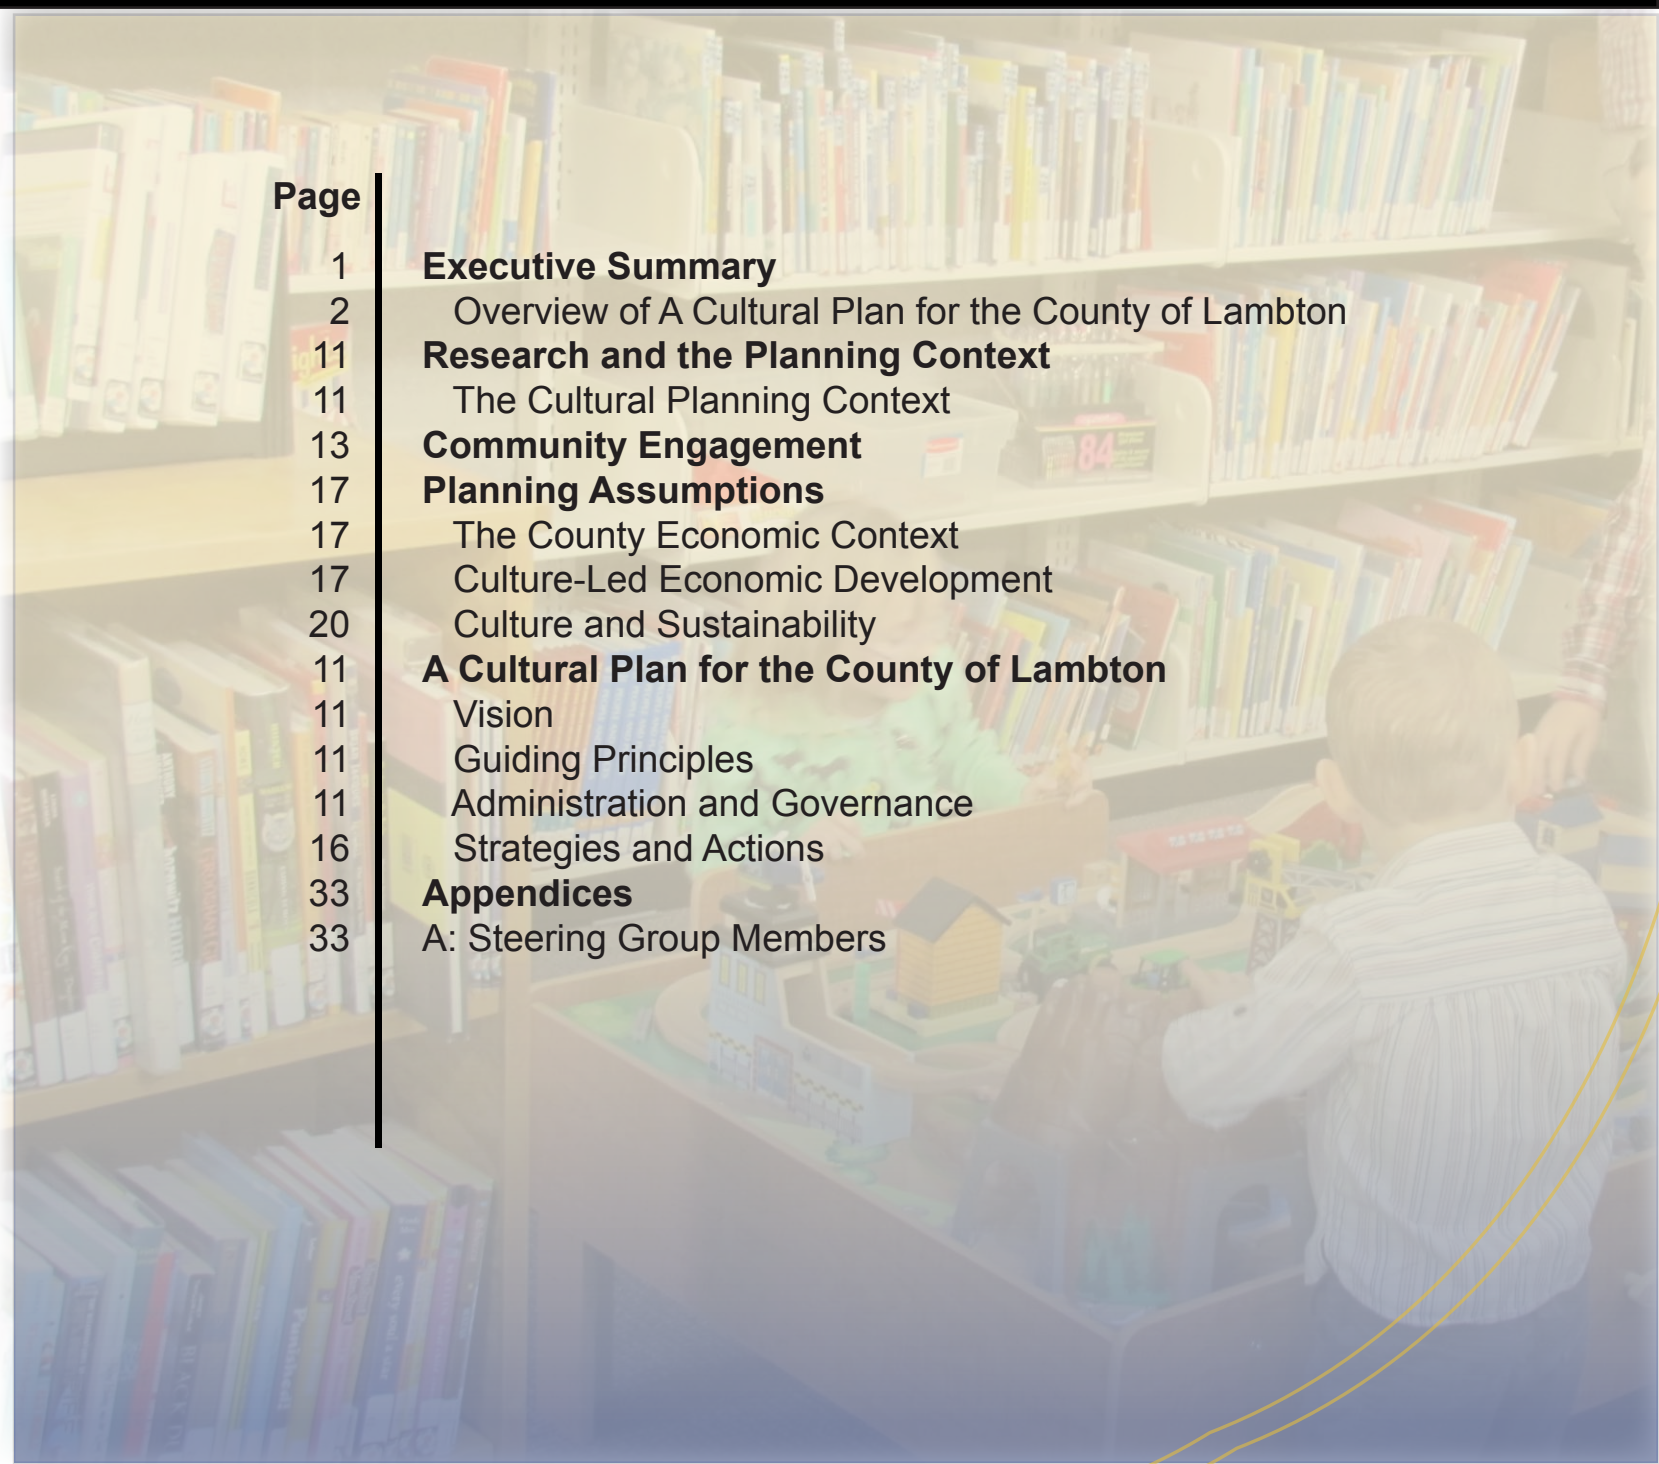 Page
1 Executive Summary
2 Overview of A Cultural Plan for the County of Lambton
11 Research and the Planning Context
11 The Cultural Planning Context
13 Community Engagement
17 Planning Assumptions
17 The County Economic Context
17 Culture-Led Economic Development
20 Culture and Sustainability
11 A Cultural Plan for the County of Lambton
11 Vision
11 Guiding Principles
11 Administration and Governance
16 Strategies and Actions
33 Appendices
33 A: Steering Group Members
84